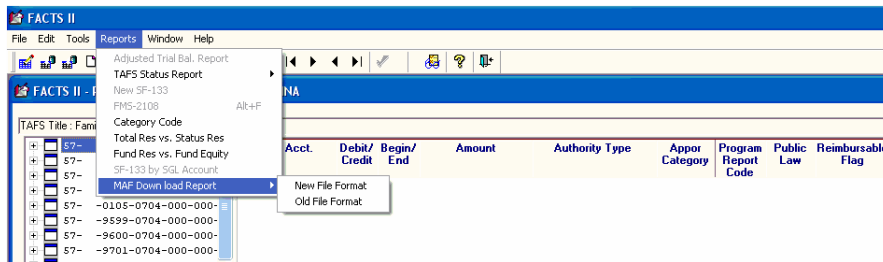 FACTS II
File Edit Tools Reports Window Help
Adjusted Trial Bal. Report
TAFS Status Report
New SF-133
FMS-2108 Alt+F
Category Code
Total Res vs. Status Res
Fund Res vs. Fund Equity
SF-133 by SGL Account
MAF Down load Report
New File Format
Old File Format
FACTS II - NA
TAFS Title : Fami
Acct. Debit/ Credit Begin/ End Amount Authority Type Appor Category Program Report Code Public Law Reimbursable Flag
57-
57-
57-
57-
57- -0105-0704-000-000-
57- -9599-0704-000-000-
57- -9600-0704-000-000-
57- -9701-0704-000-000-